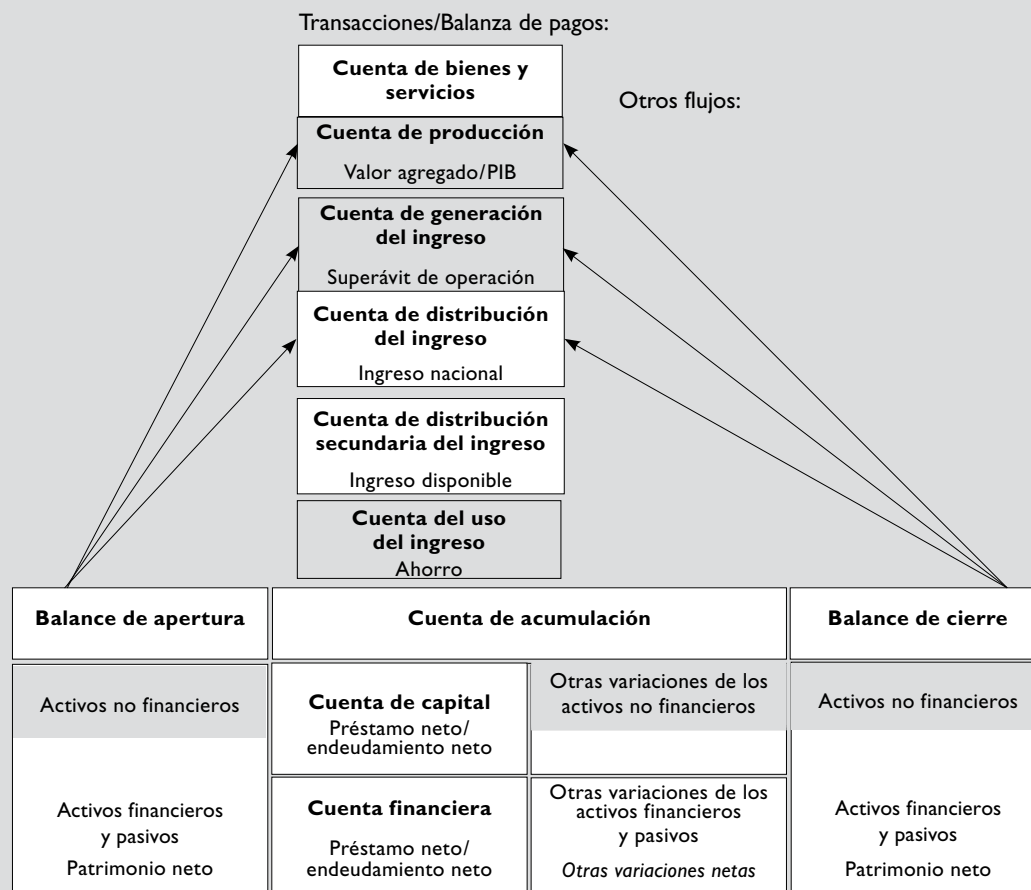 Transacciones/Balanza de pagos:
Cuenta de bienes y
servicios
Otros flujos:
Cuenta de producción
Valor agregado/PIB
Cuenta de generación
del ingreso
Superávit de operación
Cuenta de distribución
del ingreso
Ingreso nacional
Cuenta de distribución
secundaria del ingreso
Ingreso disponible
Cuenta del uso
del ingreso
Ahorro
Balance de apertura
Cuenta de acumulación
Balance de cierre
Activos no financieros
Cuenta de capital
Préstamo neto/
endeudamiento neto
Otras variaciones de los
activos no financieros
Activos no financieros
Activos financieros
y pasivos
Patrimonio neto
Cuenta financiera
Préstamo neto/
endeudamiento neto
Otras variaciones de los
activos financieros
y pasivos
Otras variaciones netas
Activos financieros
y pasivos
Patrimonio neto